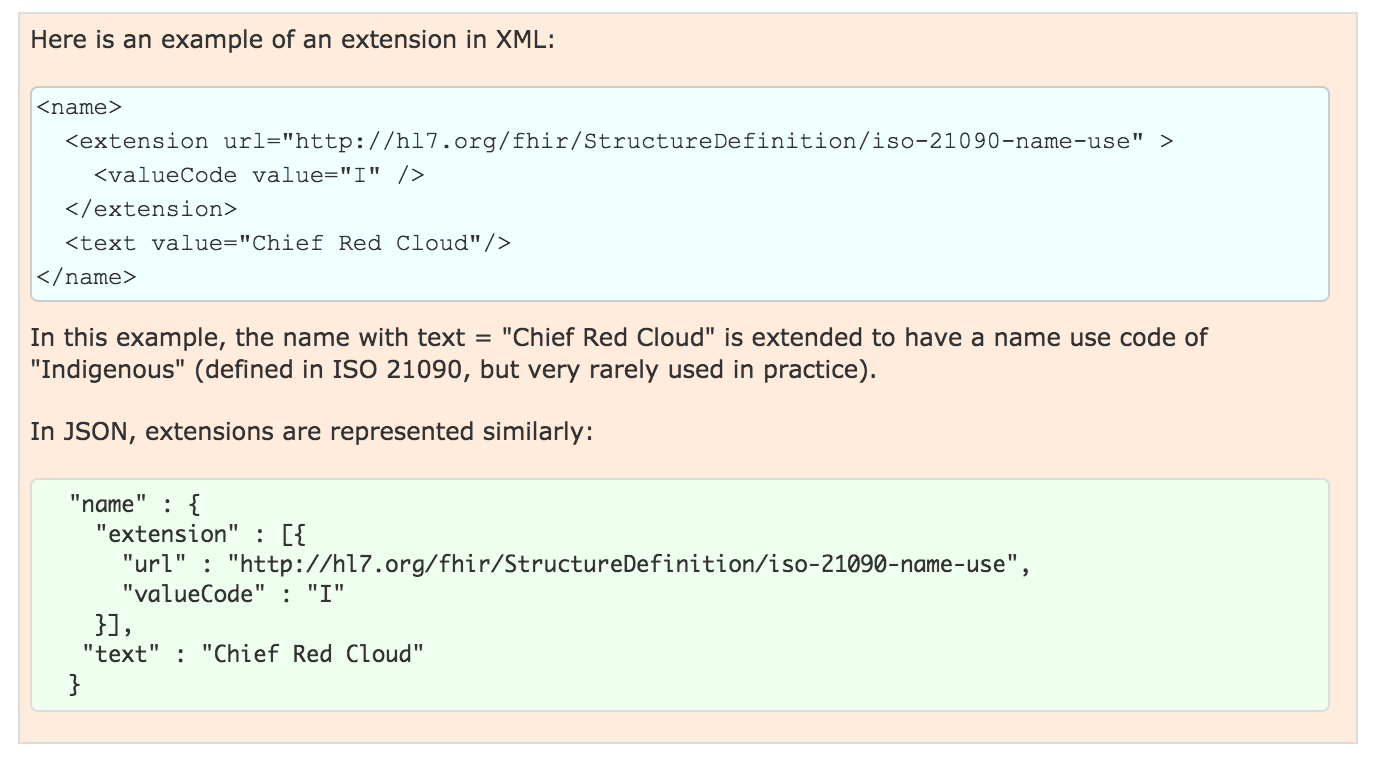 Here is an example of an extension in XML:
<name>
  <extension url="http://hl7.org/fhir/StructureDefinition/iso-21090-name-use" >
    <valueCode value="I" />
  </extension>
  <text value="Chief Red Cloud"/>
</name>
In this example, the name with text = "Chief Red Cloud" is extended to have a name use code of
"Indigenous" (defined in ISO 21090, but very rarely used in practice).
In JSON, extensions are represented similarly:
  "name" : {
    "extension" : [{
      "url" : "http://hl7.org/fhir/StructureDefinition/iso-21090-name-use",
      "valueCode" : "I"
    }],
   "text" : "Chief Red Cloud"
  }